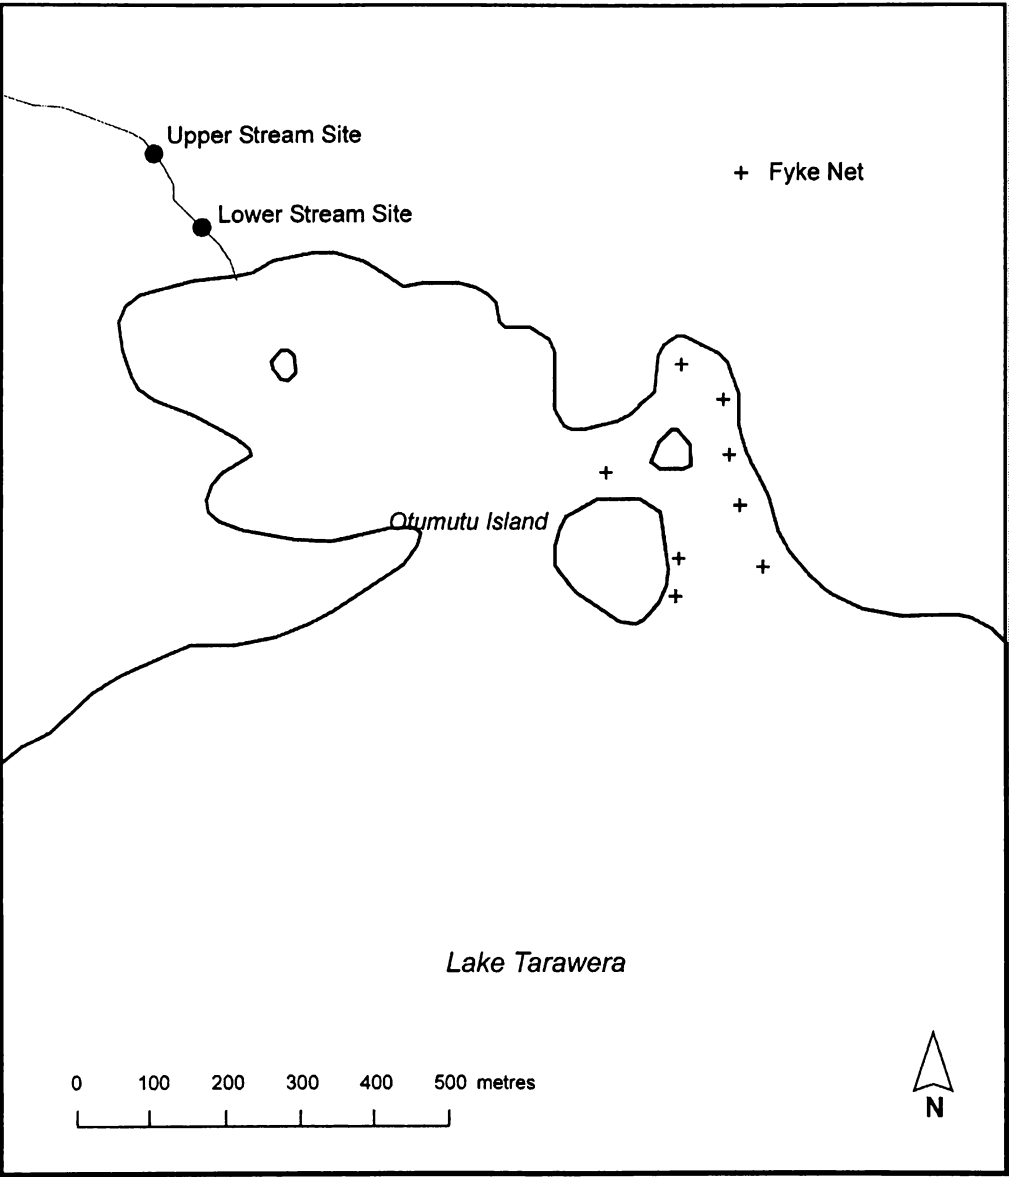 Upper Stream Site
+ Fyke Net
Lower Stream Site
Otumutu Island
Lake Tarawera
0 100 200 300 400 500 metres
N